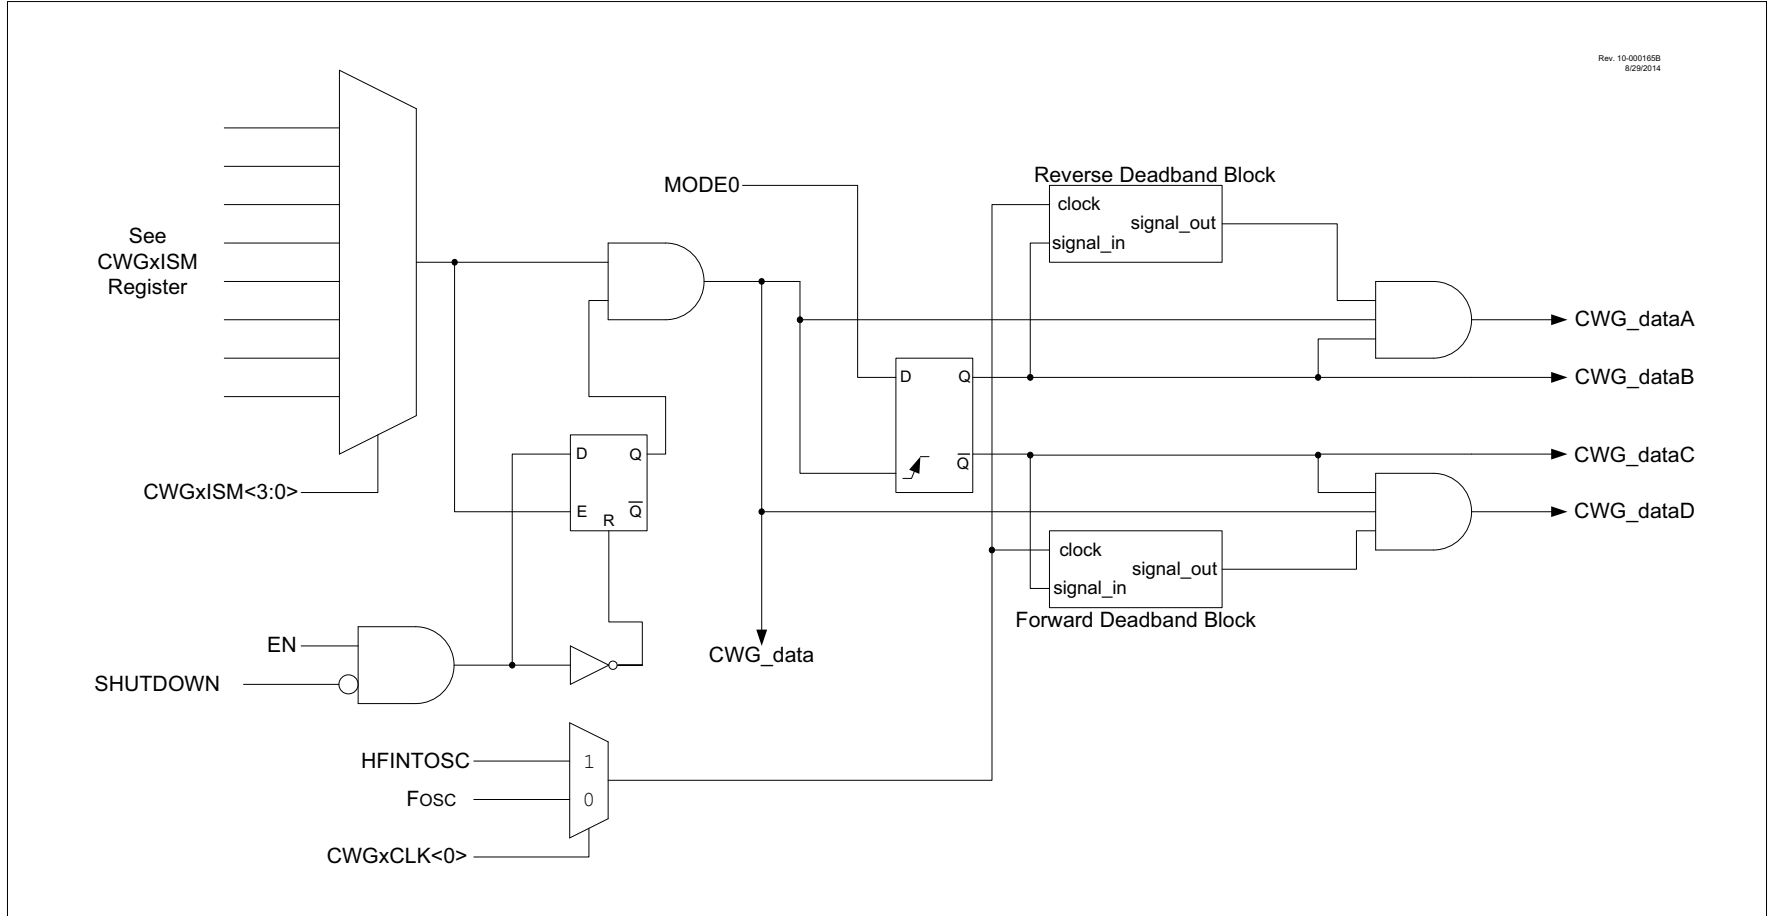 Rev. 10-000165B
8/29/2014
See
CWGxISM
Register
MODE0
Reverse Deadband Block
clock
signal_out
signal_in
CWG_dataA
D
Q
CWG_dataB
Q
CWG_dataC
D
Q
CWGxISM<3:0>
E
R
Q
CWG_dataD
clock
signal_out
signal_in
Forward Deadband Block
EN
CWG_data
SHUTDOWN
HFINTOSC
1
FOSC
0
CWGxCLK<0>